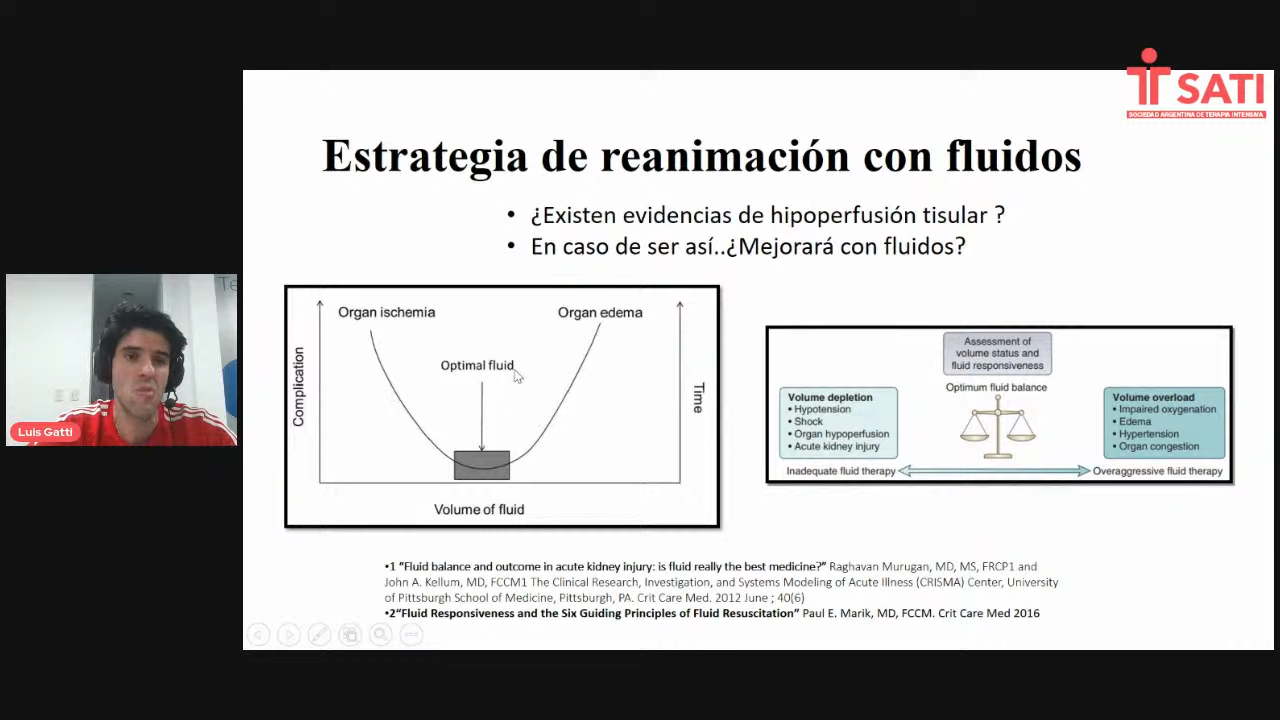 SATI
SOCIEDAD ARGENTINA DE TERAPIA INTENSIVA
Estrategia de reanimación con fluidos
• ¿Existen evidencias de hipoperfusión tisular ?
• En caso de ser así..¿Mejorará con fluidos?
Organ ischemia
Organ edema
Optimal fluid
Complication
Time
Volume of fluid
Assessment of
volume status and
fluid responsiveness
Optimum fluid balance
Volume depletion
• Hypotension
• Shock
• Organ hypoperfusion
• Acute kidney injury
Volume overload
• Impaired oxygenation
• Edema
• Hypertension
• Organ congestion
Inadequate fluid therapy
Overaggressive fluid therapy
Te
Luis Gatti
•1 “Fluid balance and outcome in acute kidney injury: is fluid really the best medicine?” Raghavan Murugan, MD, MS, FRCP1 and
John A. Kellum, MD, FCCM1 The Clinical Research, Investigation, and Systems Modeling of Acute Illness (CRISMA) Center, University
of Pittsburgh School of Medicine, Pittsburgh, PA. Crit Care Med. 2012 June ; 40(6)
•2“Fluid Responsiveness and the Six Guiding Principles of Fluid Resuscitation” Paul E. Marik, MD, FCCM. Crit Care Med 2016